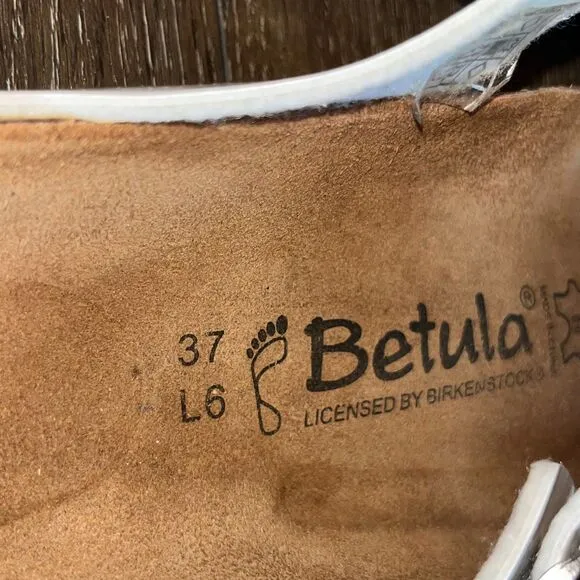 37
L6
Betula®
LICENSED BY BIRKENSTOCK